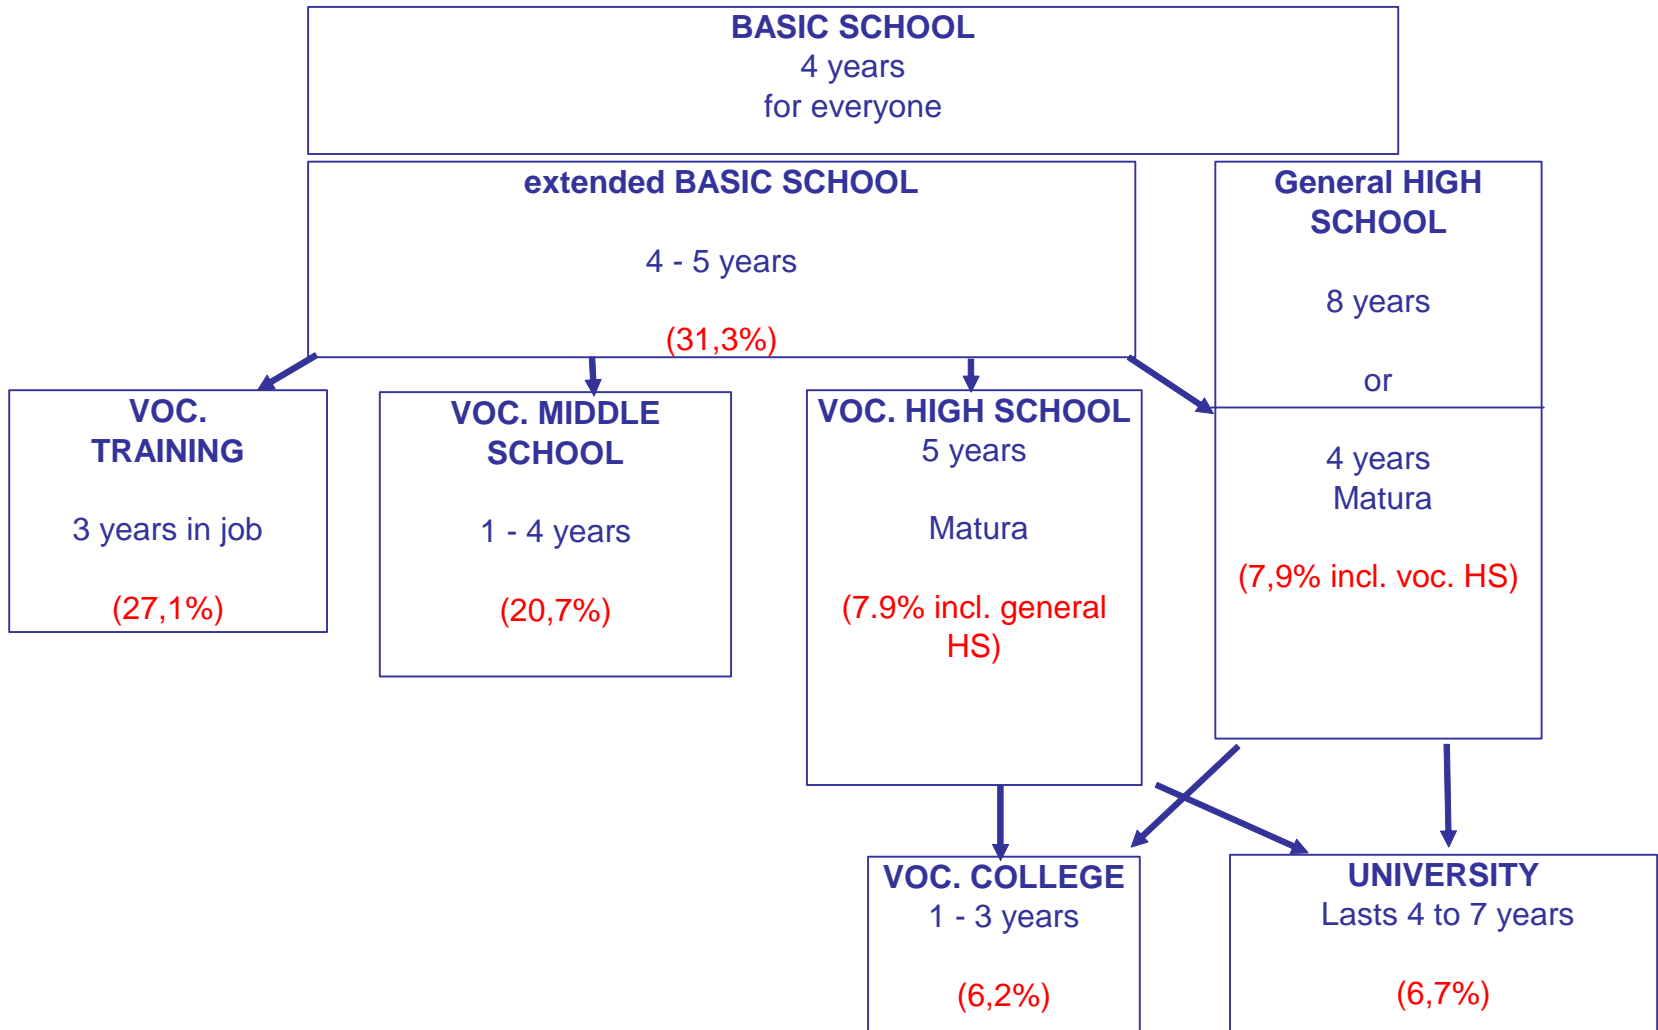 BASIC SCHOOL
4 years
for everyone
extended BASIC SCHOOL
4 - 5 years
(31,3%)
General HIGH
SCHOOL
8 years
or
4 years
Matura
(7,9% incl. voc. HS)
VOC.
TRAINING
3 years in job
(27,1%)
VOC. MIDDLE
SCHOOL
1 - 4 years
(20,7%)
VOC. HIGH SCHOOL
5 years
Matura
(7.9% incl. general
HS)
VOC. COLLEGE
1 - 3 years
(6,2%)
UNIVERSITY
Lasts 4 to 7 years
(6,7%)